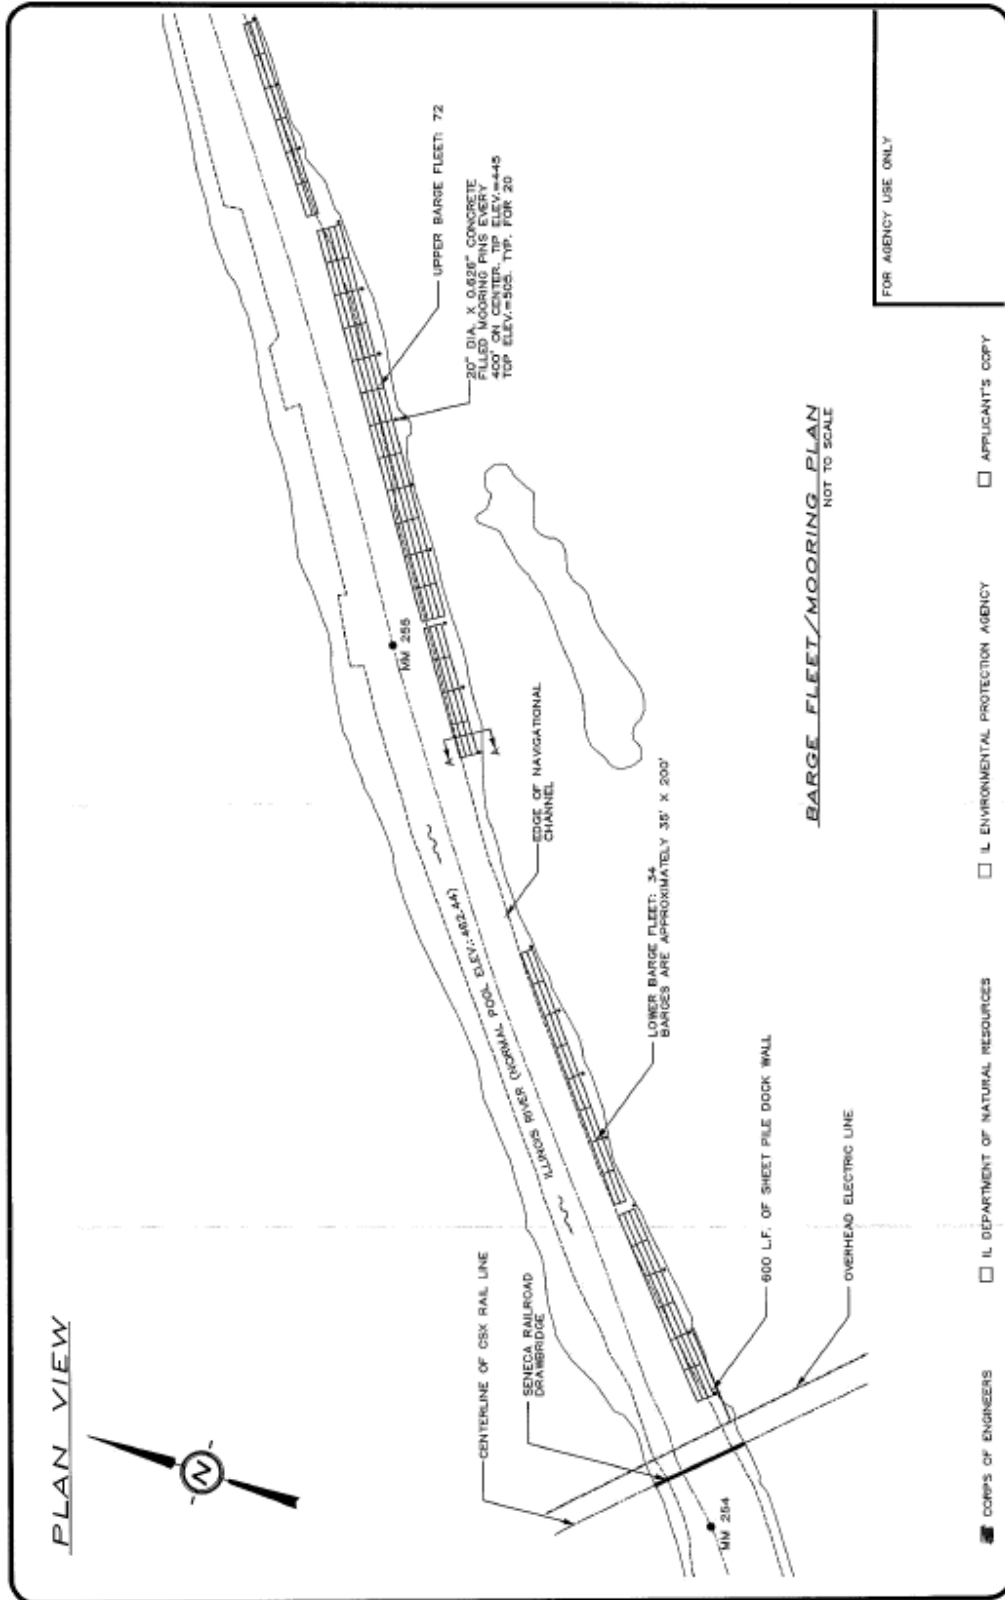 PLAN VIEW
N
CENTERLINE OF CSX RAIL LINE
SENECA RAILROAD
DRAWBRIDGE
MM 254
ILLINOIS RIVER (NORMAL POOL ELEV.: 482.44)
600 L.F. OF SHEET PILE DOCK WALL
OVERHEAD ELECTRIC LINE
LOWER BARGE FLEET: 34
BARGES ARE APPROXIMATELY 35' X 200'
EDGE OF NAVIGATIONAL
CHANNEL
A
A
MM 255
UPPER BARGE FLEET: 72
20" DIA. X 0.626" CONCRETE
FILLED MOORING PINS EVERY
400' ON CENTER, TIP ELEV.=445
TOP ELEV.=505. TYP. FOR 20
BARGE FLEET/MOORING PLAN
NOT TO SCALE
FOR AGENCY USE ONLY
CORPS OF ENGINEERS
IL DEPARTMENT OF NATURAL RESOURCES
IL ENVIRONMENTAL PROTECTION AGENCY
APPLICANT'S COPY